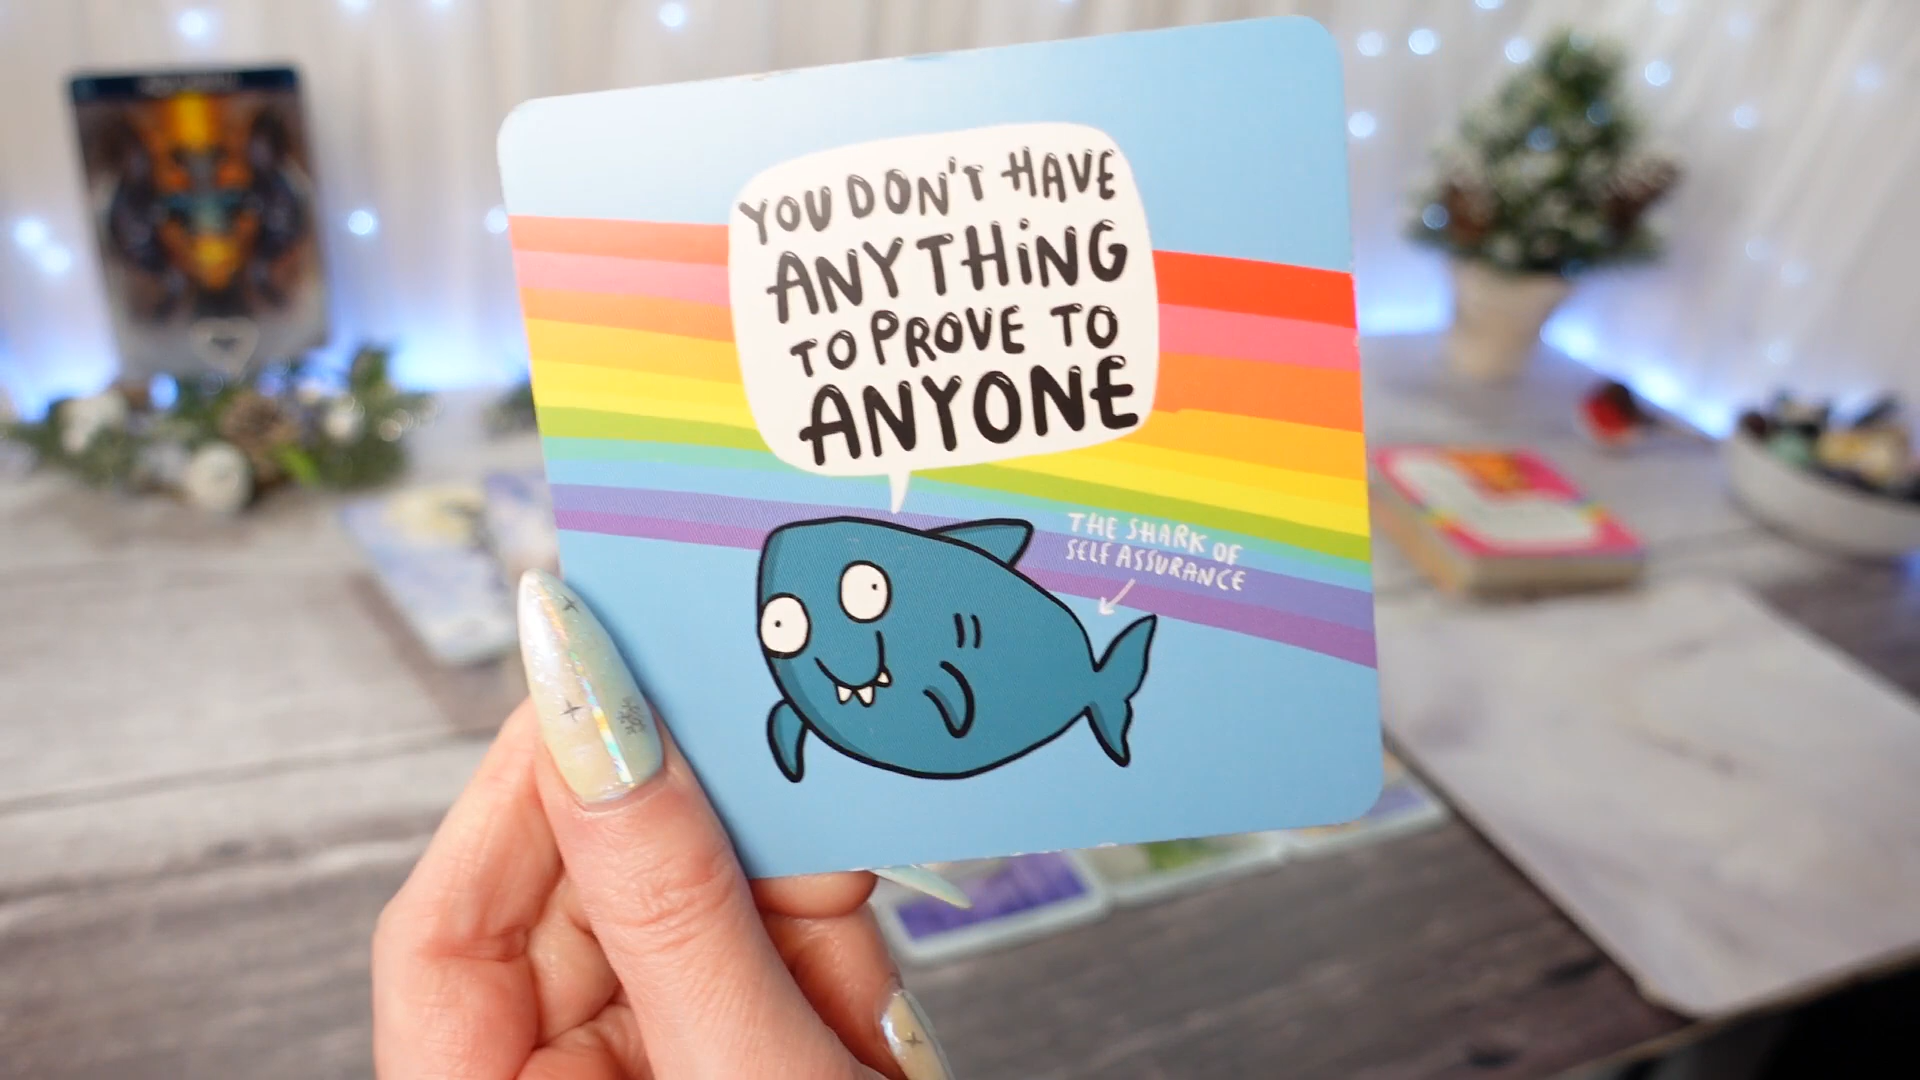 YOU DON'T HAVE
ANYTHING
TO PROVE TO
ANYONE
THE SHARK OF
SELF ASSURANCE